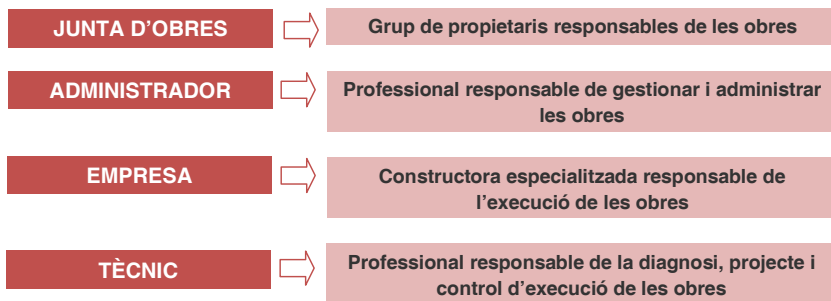 JUNTA D'OBRES
Grup de propietaris responsables de les obres
ADMINISTRADOR
Professional responsable de gestionar i administrar
les obres
EMPRESA
Constructora especialitzada responsable de
l'execució de les obres
TÈCNIC
Professional responsable de la diagnosi, projecte i
control d'execució de les obres